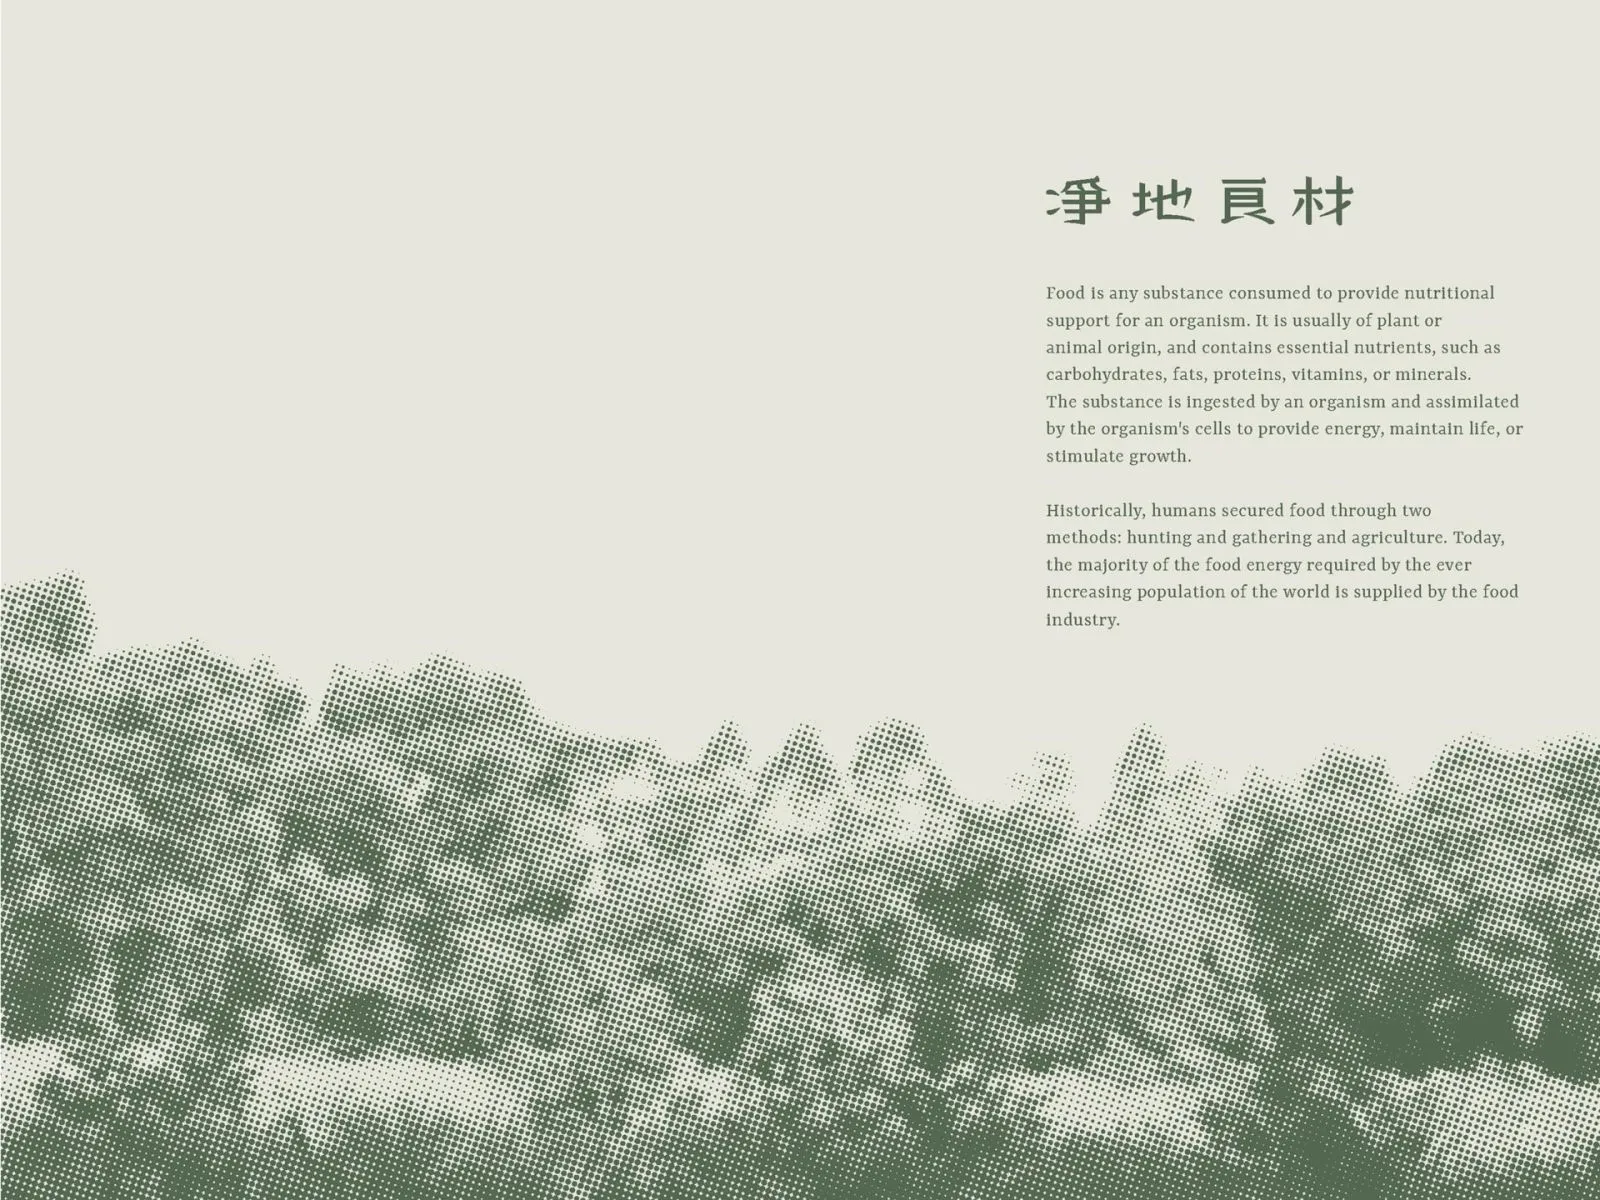 淨地良材
Food is any substance consumed to provide nutritional
support for an organism. It is usually of plant or
animal origin, and contains essential nutrients, such as
carbohydrates, fats, proteins, vitamins, or minerals.
The substance is ingested by an organism and assimilated
by the organism's cells to provide energy, maintain life, or
stimulate growth.
Historically, humans secured food through two
methods: hunting and gathering and agriculture. Today,
the majority of the food energy required by the ever
increasing population of the world is supplied by the food
industry.